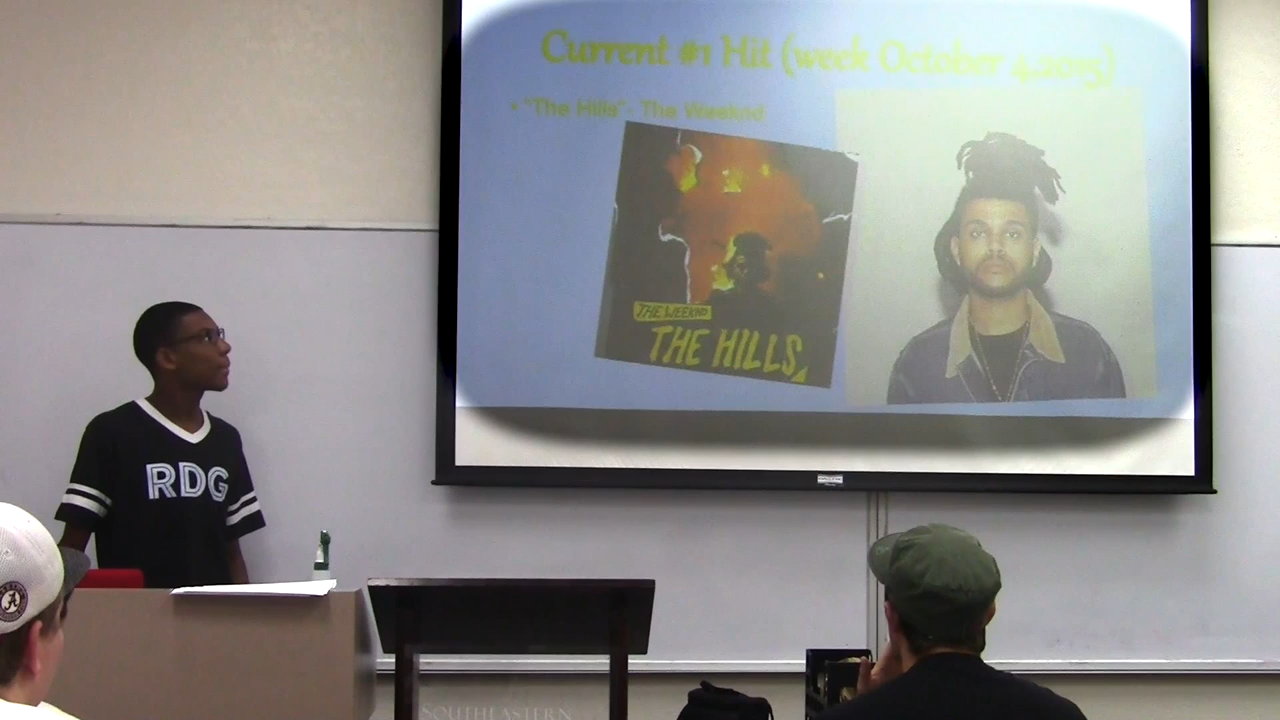 Current #1 Hit (week October 4,2015)
• "The Hills"- The Weeknd
THE WEEKND
THE HILLS
RDG
A
SOUTHEASTERN